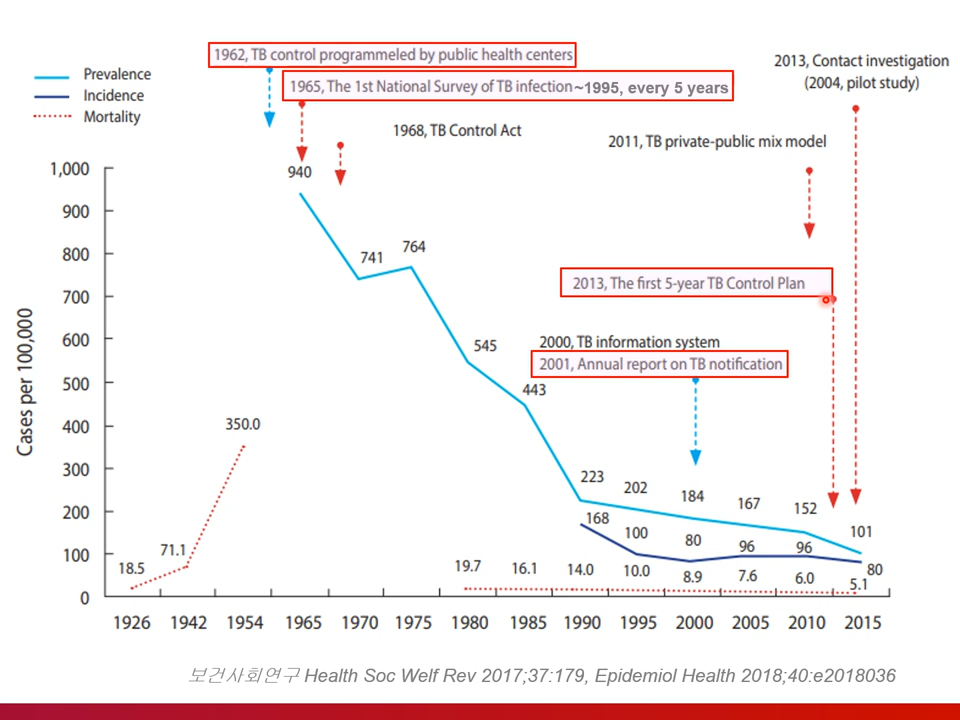 1962, TB control programmeled by public health centers
2013, Contact investigation
(2004, pilot study)
Prevalence
Incidence
Mortality
1965, The 1st National Survey of TB infection~1995, every 5 years
1968, TB Control Act
2011, TB private-public mix model
2013, The first 5-year TB Control Plan
2000, TB information system
2001, Annual report on TB notification
Cases per 100,000
1,000
900
800
700
600
500
400
300
200
100
0
18.5
71.1
350.0
940
741
764
545
443
223
202
184
167
152
101
168
100
80
96
96
80
19.7
16.1
14.0
10.0
8.9
7.6
6.0
5.1
1926 1942 1954 1965 1970 1975 1980 1985 1990 1995 2000 2005 2010 2015
보건사회연구 Health Soc Welf Rev 2017;37:179, Epidemiol Health 2018;40:e2018036